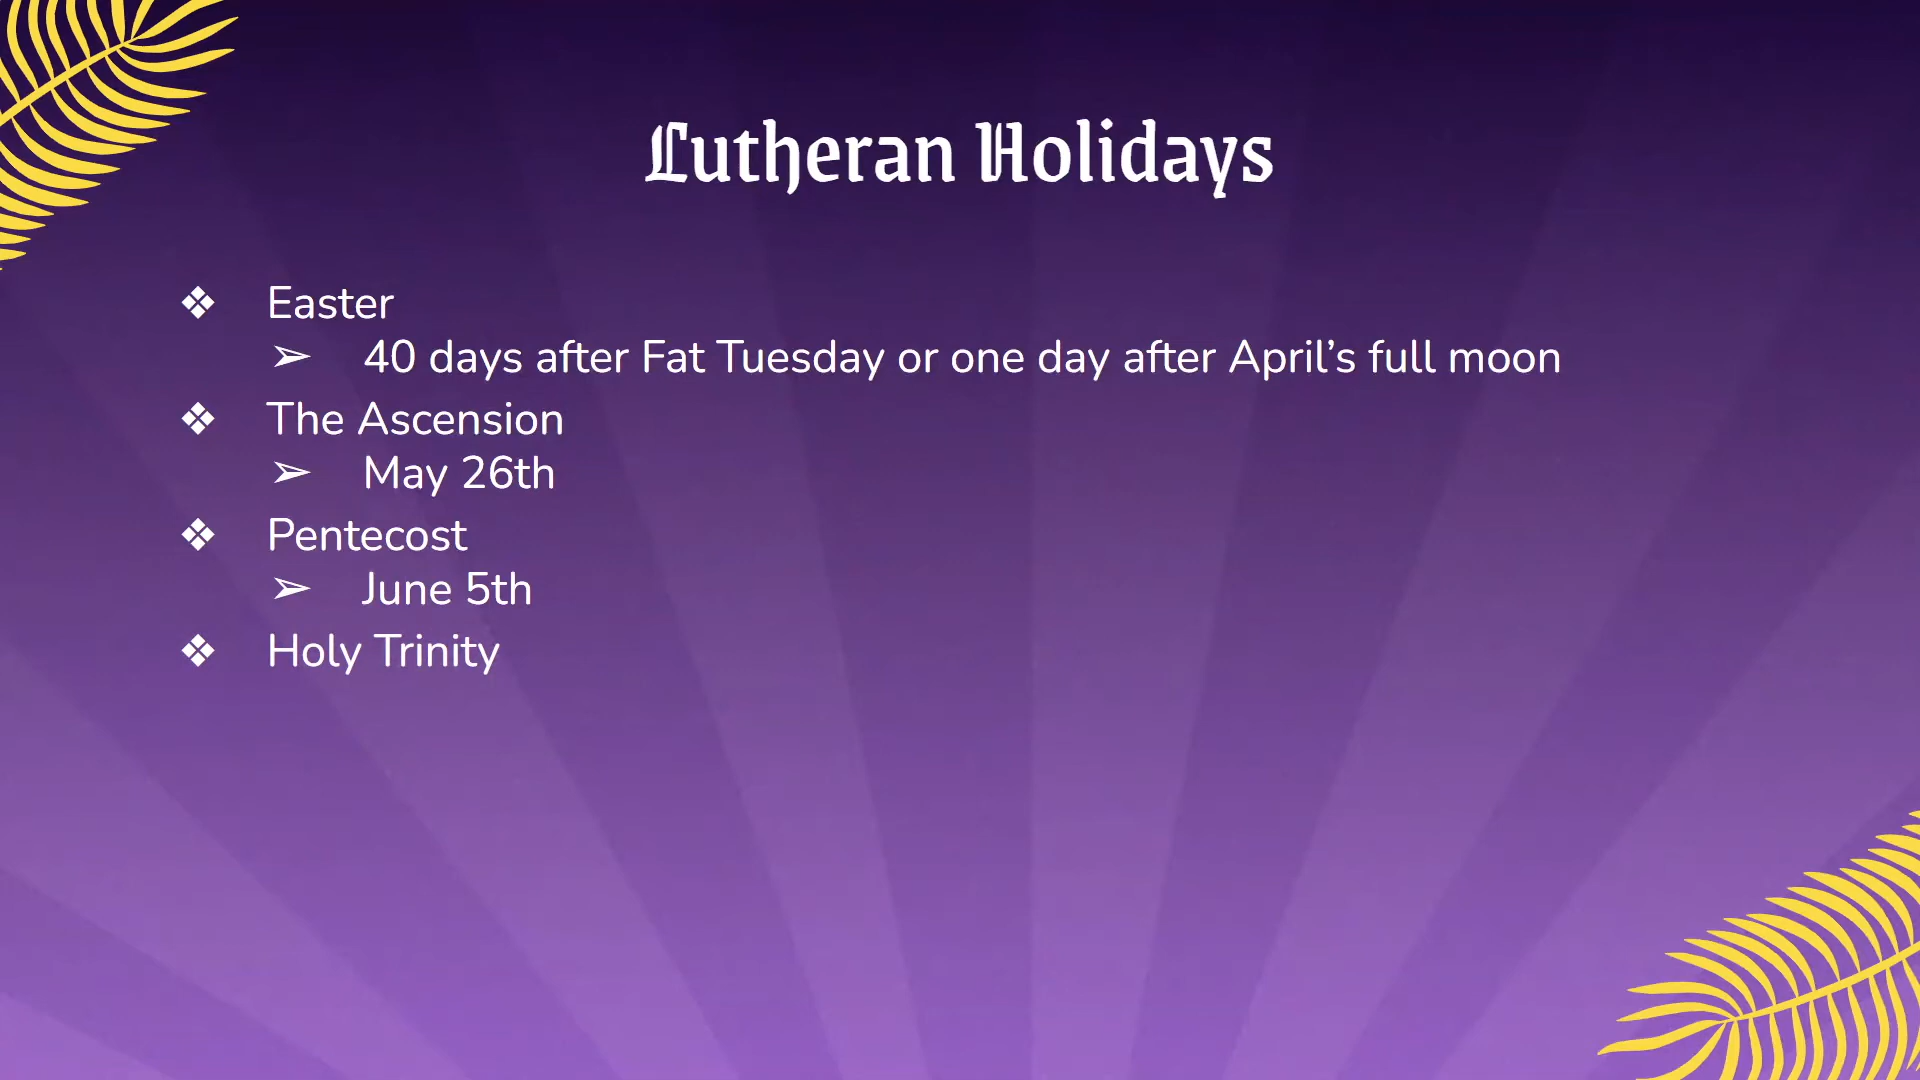 Lutheran Holidays
❖ Easter
➢ 40 days after Fat Tuesday or one day after April’s full moon
❖ The Ascension
➢ May 26th
❖ Pentecost
➢ June 5th
❖ Holy Trinity